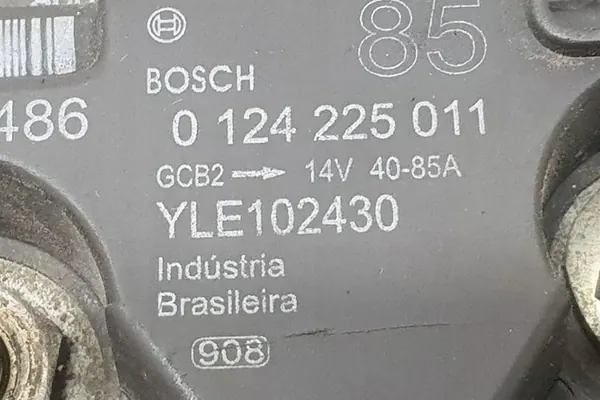 85
BOSCH
486
0 124 225 011
GCB2 → 14V 40-85A
YLE102430
Indústria
Brasileira
908